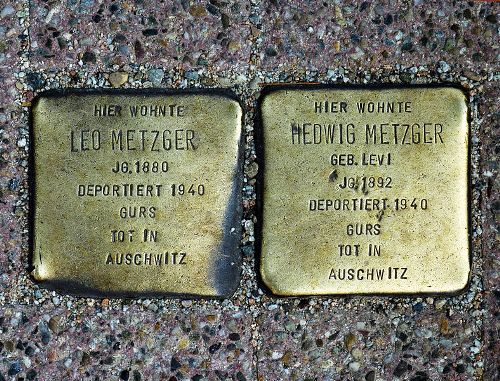 HIER WOHNTE
LEO METZGER
JG. 1880
DEPORTIERT 1940
GURS
TOT IN
AUSCHWITZ
HIER WOHNTE
HEDWIG METZGER
GEB. LEVI
JG. 1892
DEPORTIERT 1940
GURS
TOT IN
AUSCHWITZ